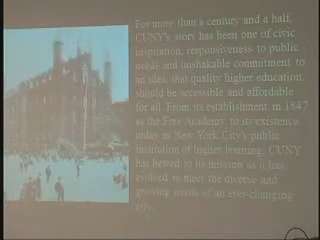 For more than a century and a half,
CUNY's story has been one of civic
inspiration, responsiveness to public
needs and unshakable commitment to
an idea: that quality higher education
should be accessible and affordable
for all. From its establishment in 1847
as the Free Academy to its existence
today as New York City's public
institution of higher learning, CUNY
has hewed to its mission as it has
evolved to meet the diverse and
growing needs of an ever-changing
city.